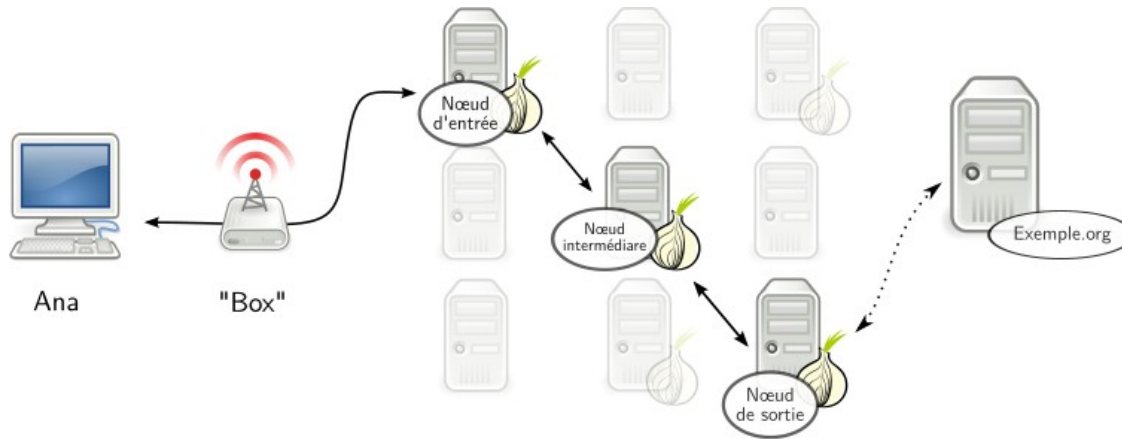 Nœud
d'entrée
Nœud
intermédiare
Exemple.org
Ana
"Box"
Nœud
de sortie